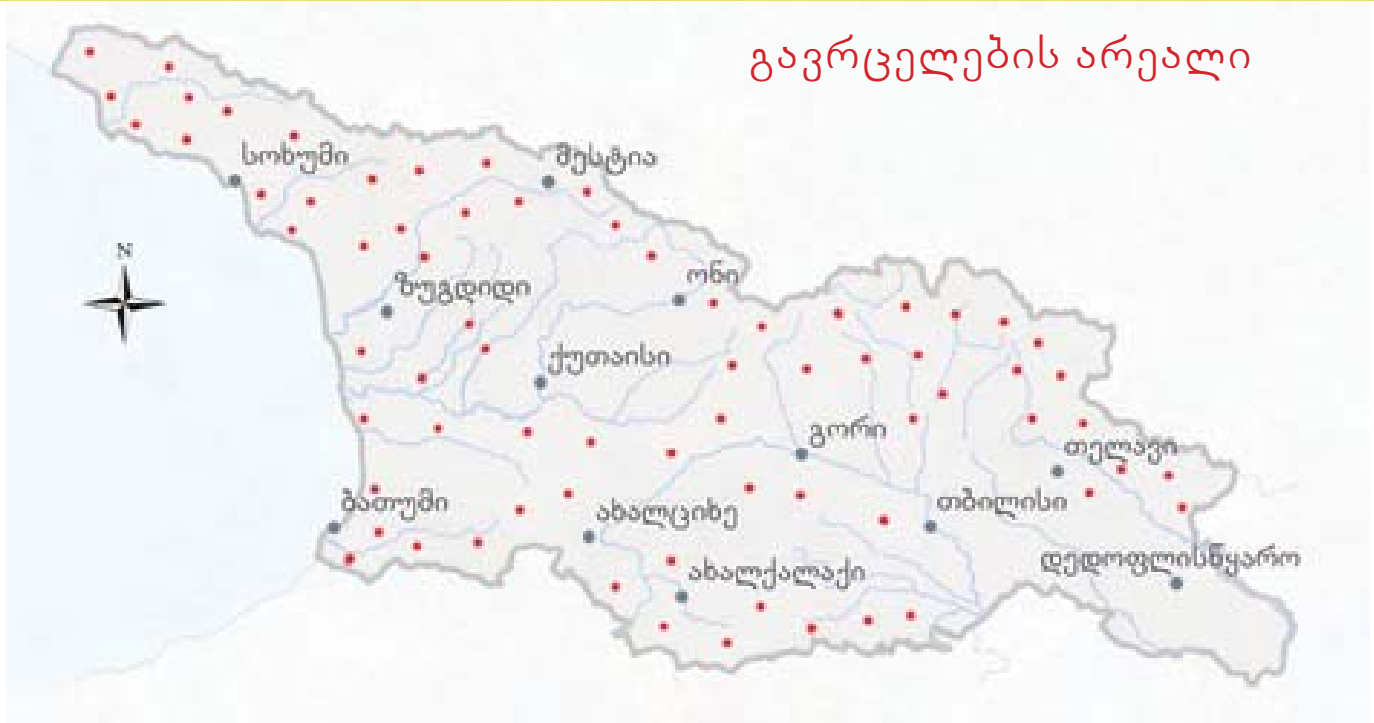 გავრცელების არეალი
სოხუმი
მესტია
N
ონი
ზუგდიდი
ქუთაისი
გორი
თელავი
ბათუმი
ახალციხე
თბილისი
დედოფლისწყარო
ახალქალაქი